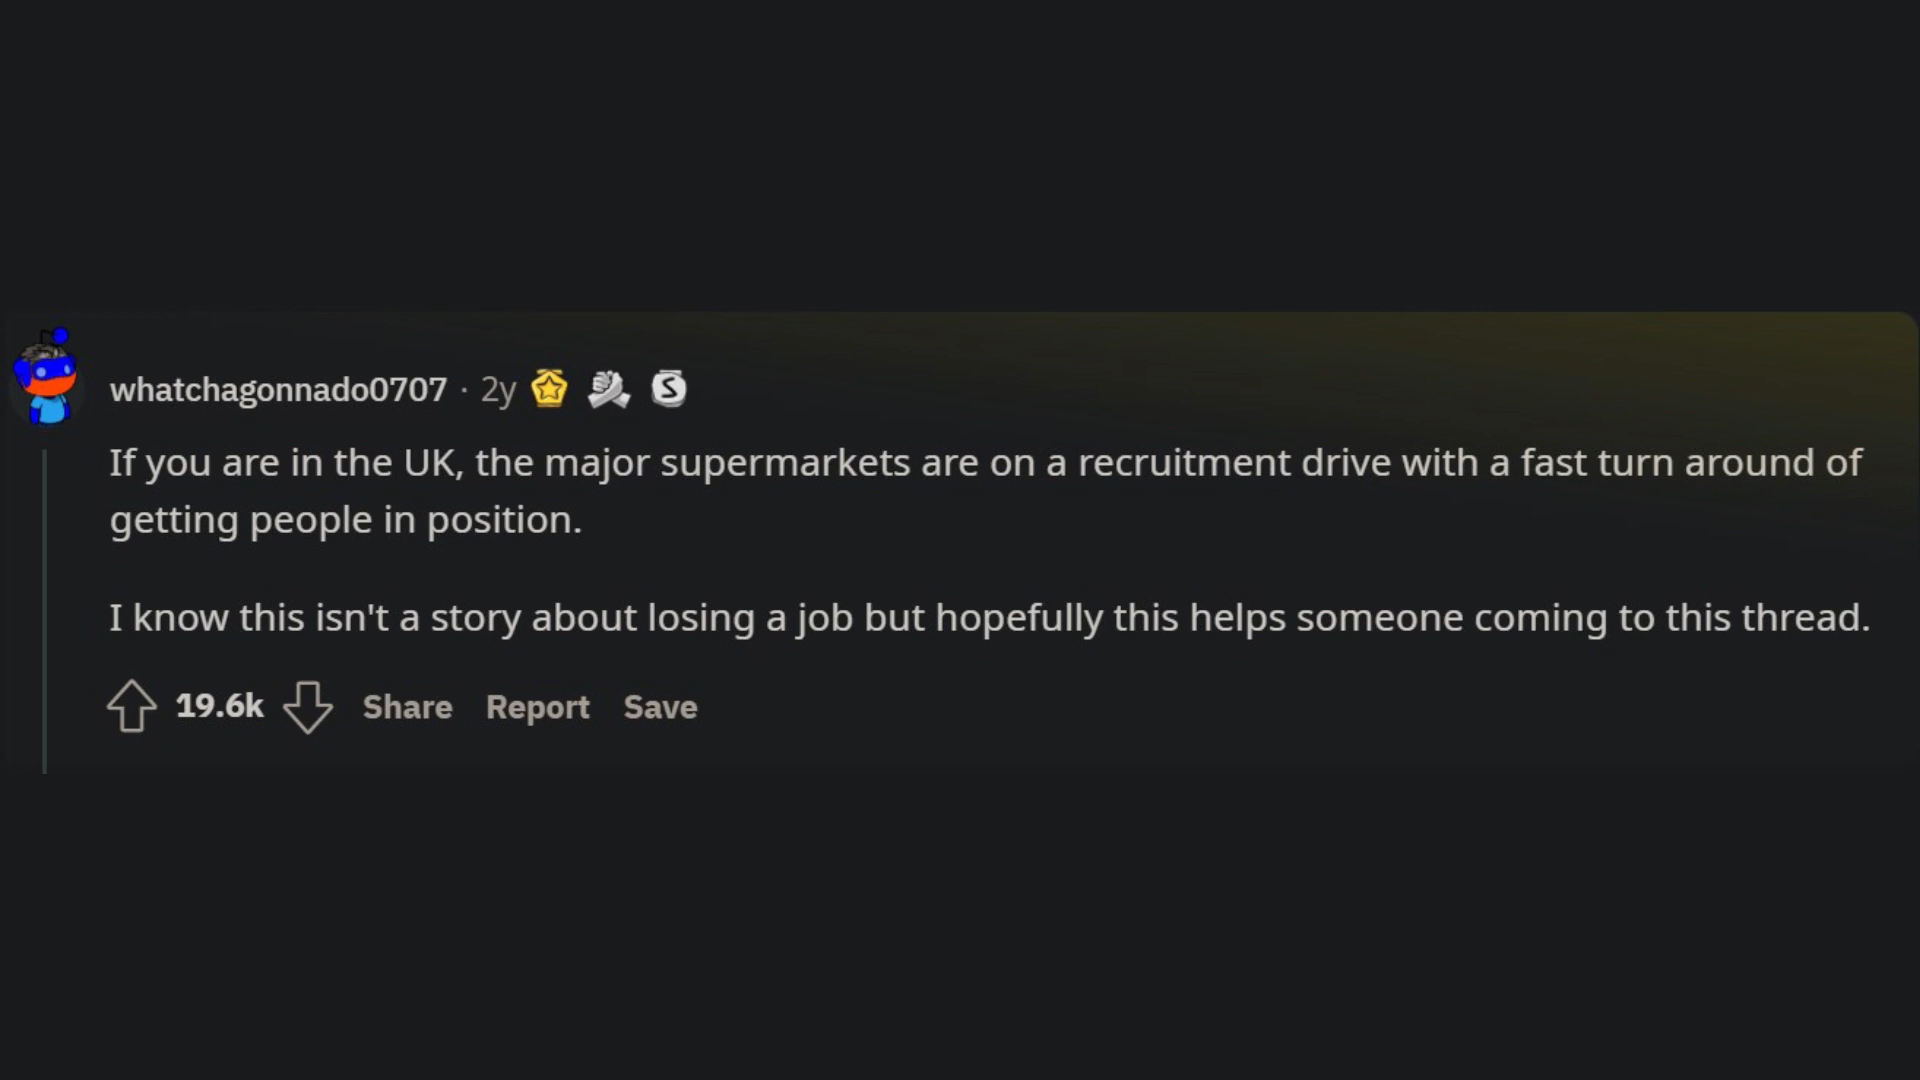 whatchagonnado0707 · 2y
If you are in the UK, the major supermarkets are on a recruitment drive with a fast turn around of
getting people in position.
I know this isn't a story about losing a job but hopefully this helps someone coming to this thread.
19.6k Share Report Save